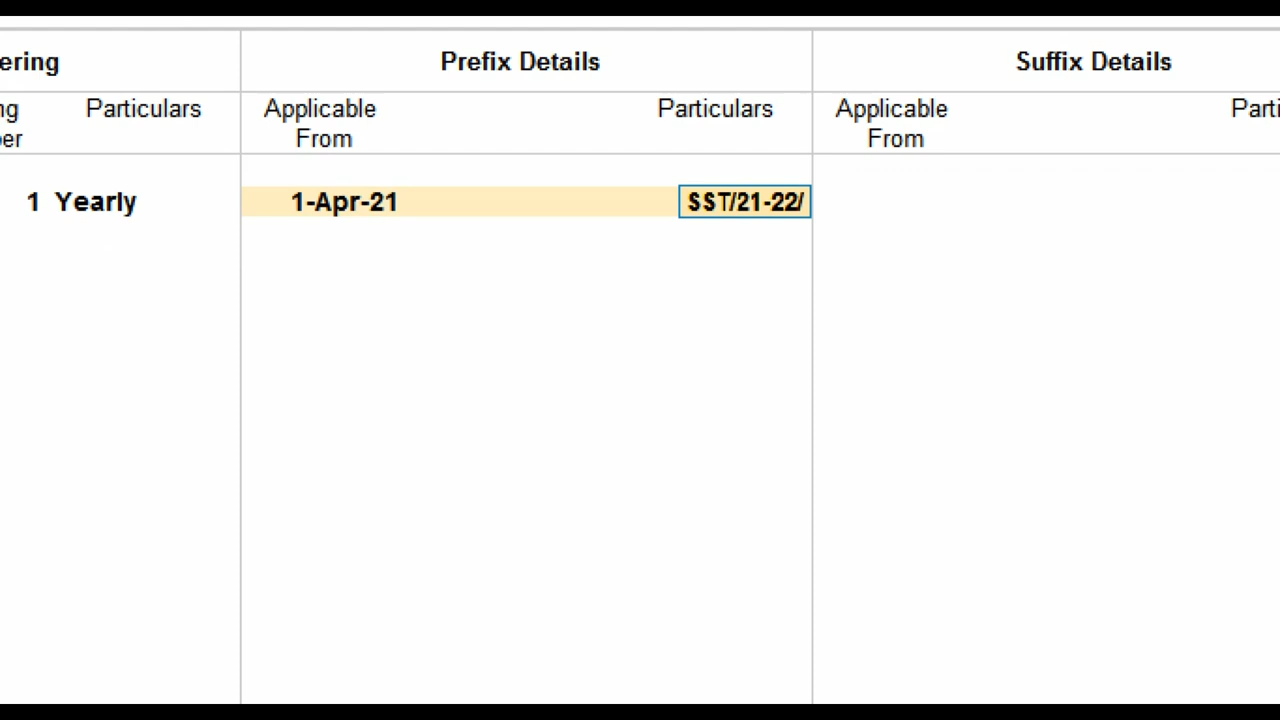 ering
Prefix Details
Suffix Details
ng
er
Particulars
Applicable
From
Particulars
Applicable
From
Parti
1 Yearly
1-Apr-21
SST/21-22/